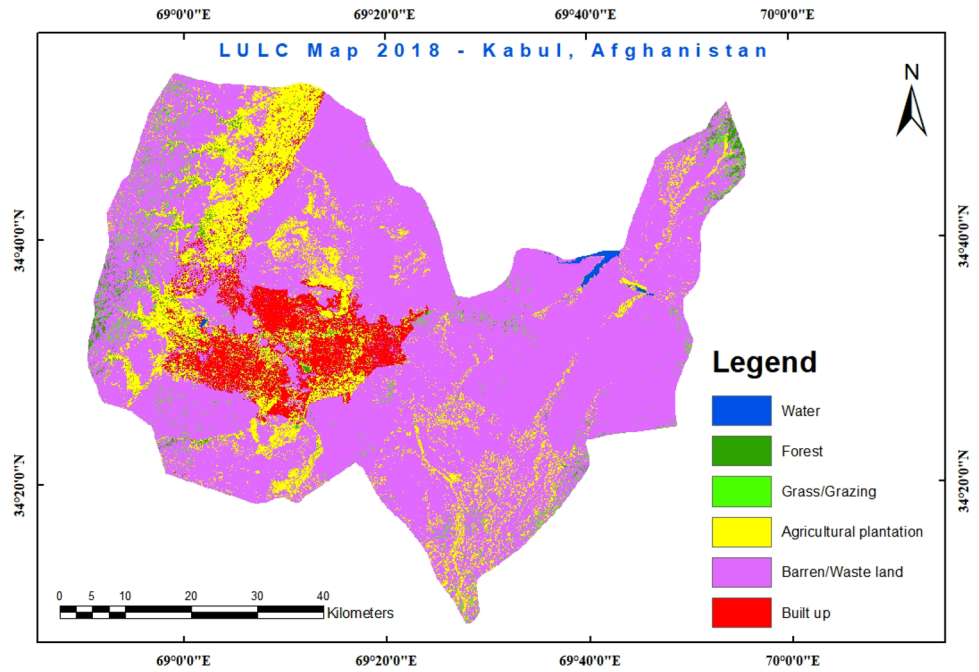 69°0'0"E 69°20'0"E 69°40'0"E 70°0'0"E
LULC Map 2018 - Kabul, Afghanistan
N
34°40'0"N
34°40'0"N
Legend
Water
Forest
34°20'0"N
34°20'0"N
Grass/Grazing
Agricultural plantation
Barren/Waste land
Built up
0 5 10 20 30 40
Kilometers
69°0'0"E 69°20'0"E 69°40'0"E 70°0'0"E